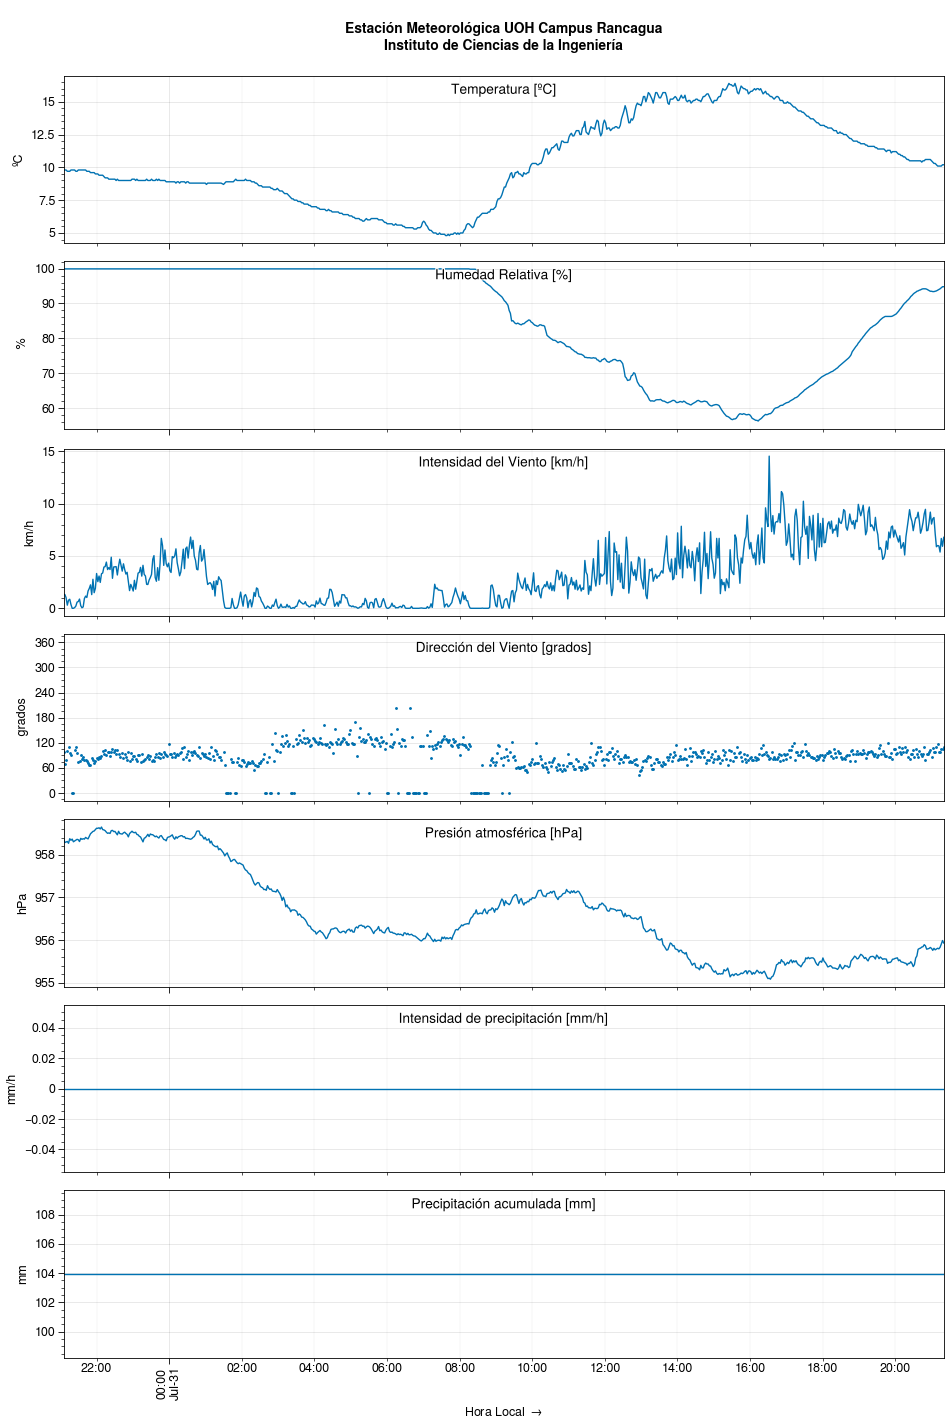 Estación Meteorológica UOH Campus Rancagua
Instituto de Ciencias de la Ingeniería
Temperatura [ºC]
ºC
15
12.5
10
7.5
5
Humedad Relativa [%]
%
100
90
80
70
60
Intensidad del Viento [km/h]
km/h
15
10
5
0
Dirección del Viento [grados]
grados
360
300
240
180
120
60
0
Presión atmosférica [hPa]
hPa
958
957
956
955
Intensidad de precipitación [mm/h]
mm/h
0.04
0.02
0
−0.02
−0.04
Precipitación acumulada [mm]
mm
108
106
104
102
100
22:00
00:00
Jul-31
02:00
04:00
06:00
08:00
10:00
12:00
14:00
16:00
18:00
20:00
Hora Local →